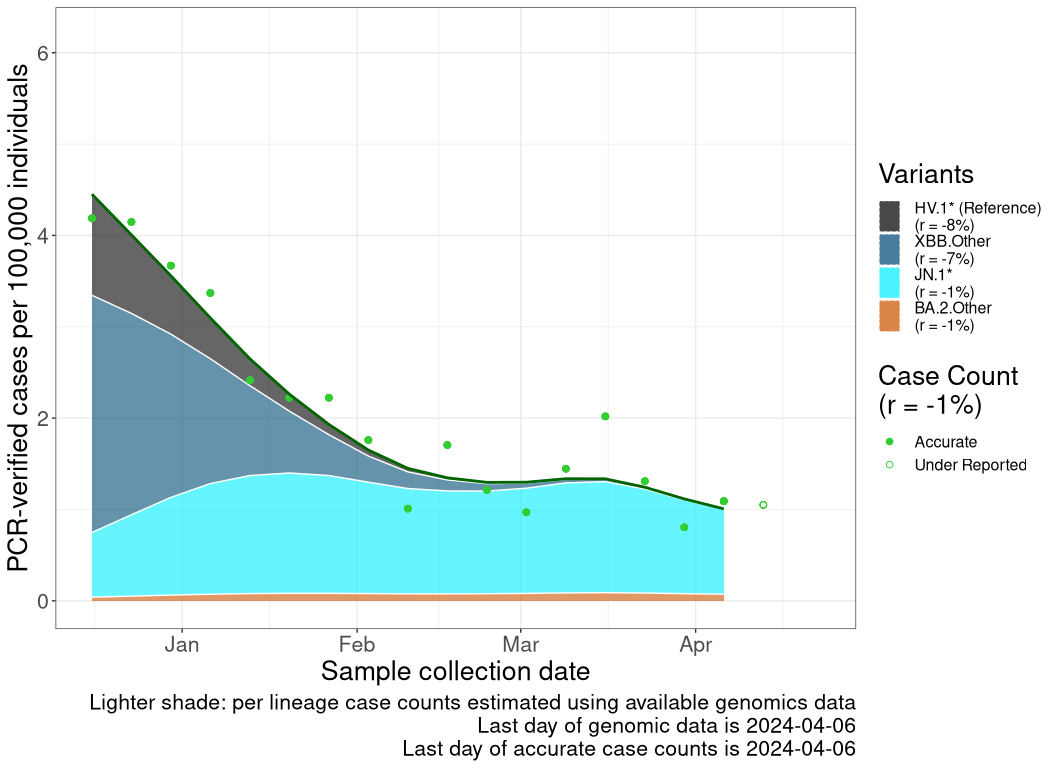 PCR-verified cases per 100,000 individuals
6
4
2
0
Jan Feb Mar Apr
Sample collection date
Lighter shade: per lineage case counts estimated using available genomics data
Last day of genomic data is 2024-04-06
Last day of accurate case counts is 2024-04-06
Variants
HV.1* (Reference)
(r = -8%)
XBB.Other
(r = -7%)
JN.1*
(r = -1%)
BA.2.Other
(r = -1%)
Case Count
(r = -1%)
Accurate
Under Reported